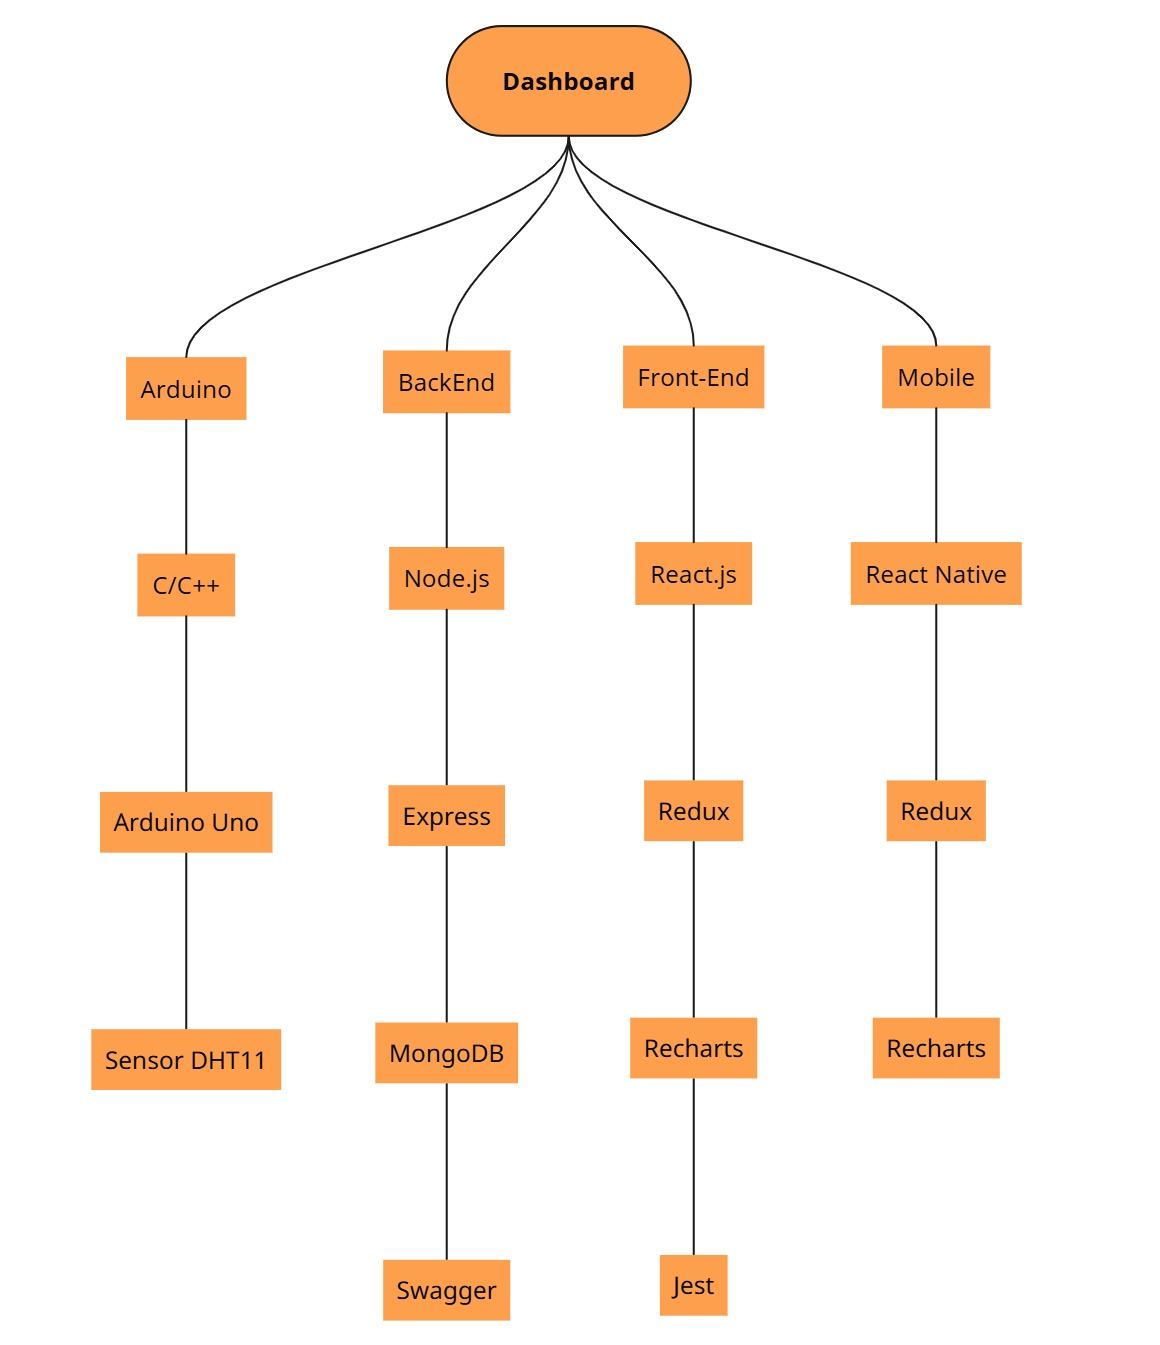 Dashboard
Arduino
BackEnd
Front-End
Mobile
C/C++
Node.js
React.js
React Native
Arduino Uno
Express
Redux
Redux
Sensor DHT11
MongoDB
Recharts
Recharts
Swagger
Jest